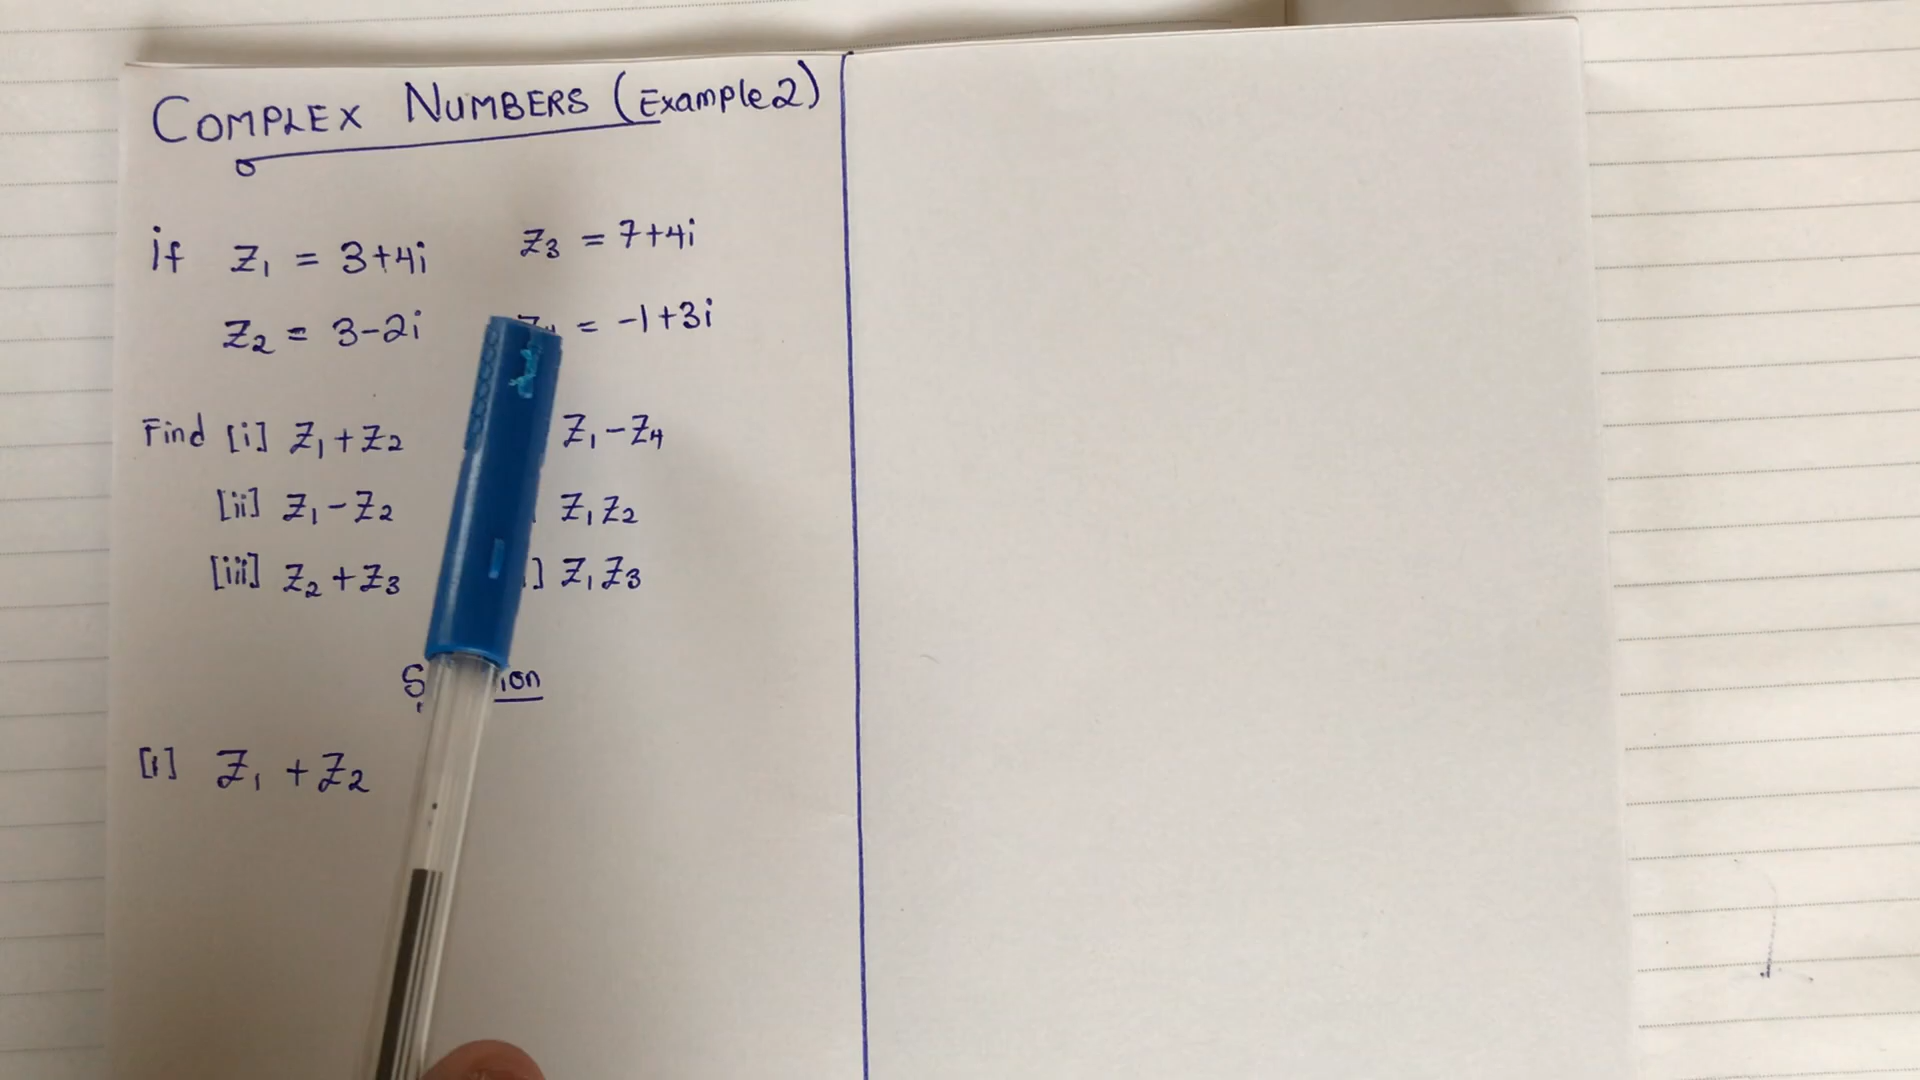 COMPLEX NUMBERS (Example 2)
if Z₁ = 3+4i
Z₃ = 7+4i
Z₂ = 3-2i
= -1+3i
Find [i] Z₁+Z₂
Z₁-Z₄
[ii] Z₁-Z₂
] Z₁Z₂
[iii] Z₂+Z₃
] Z₁Z₃
[i] Z₁+Z₂